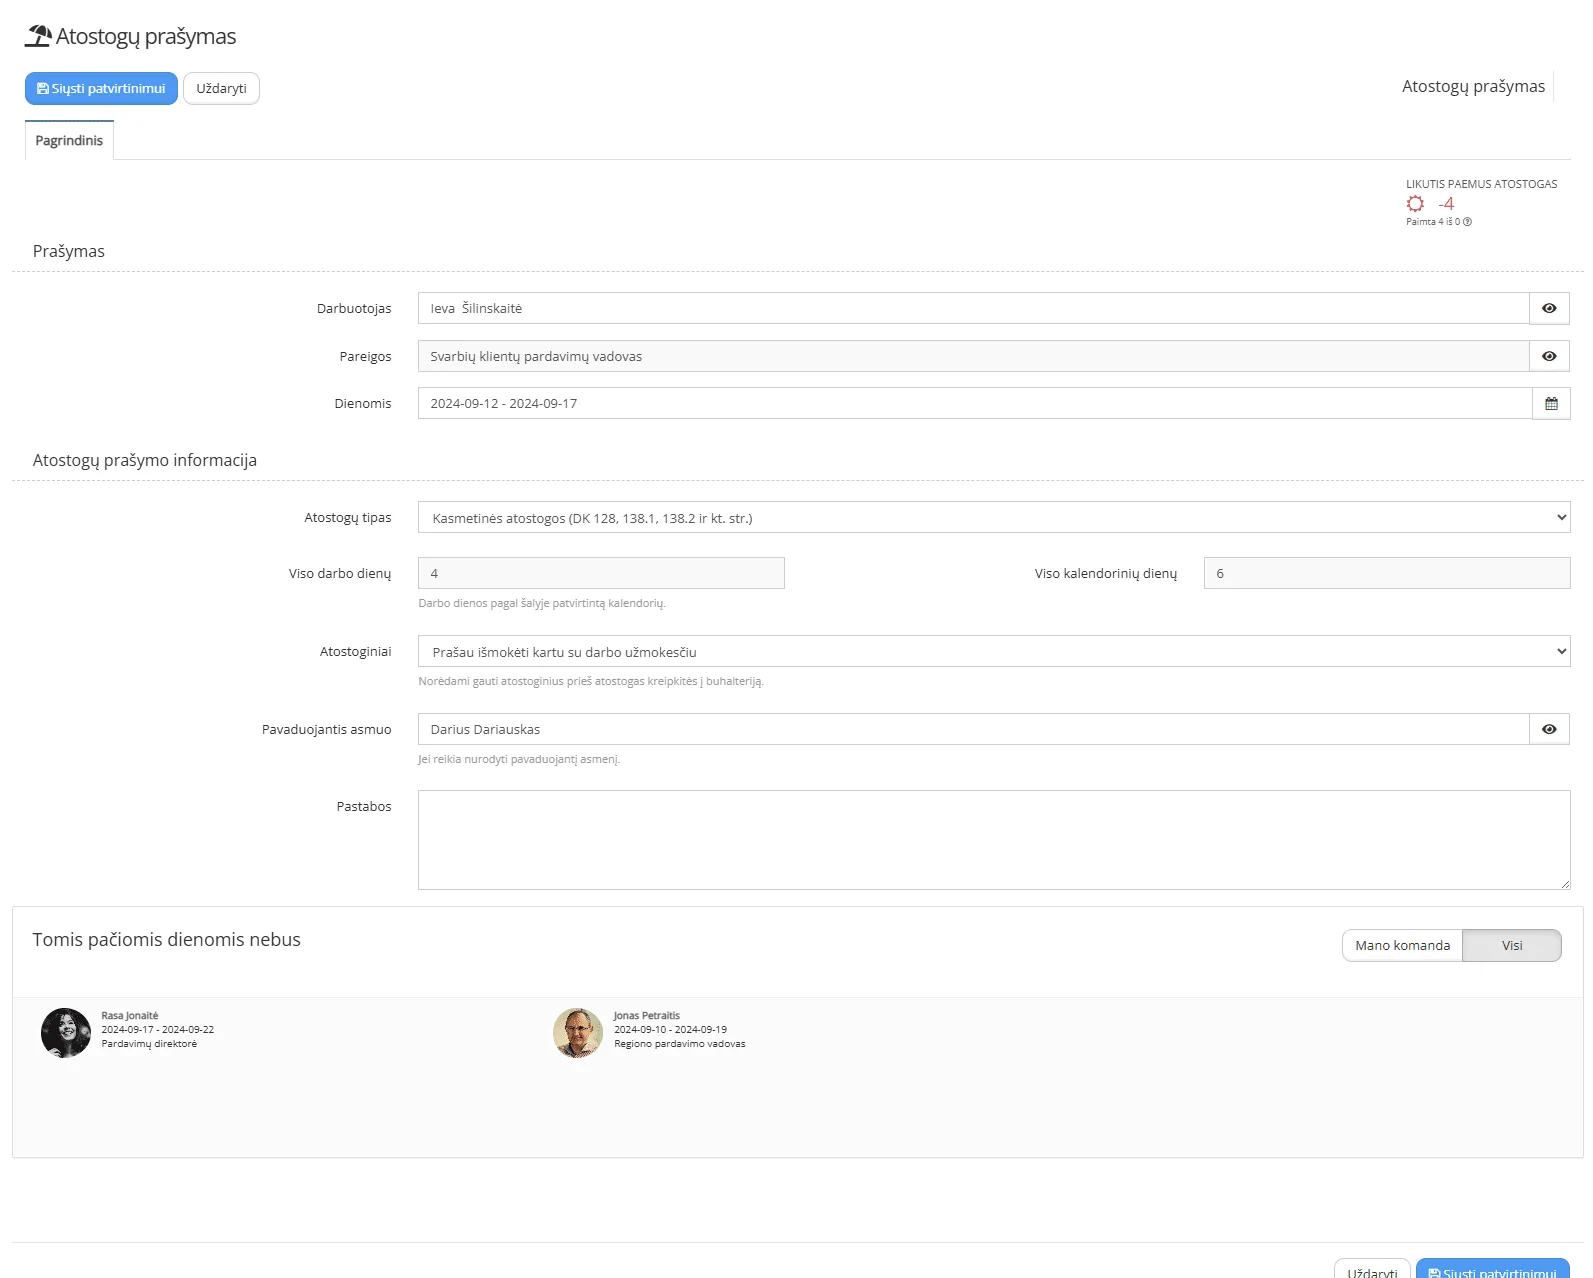 Atostogų prašymas
Siųsti patvirtinimui
Uždaryti
Atostogų prašymas
Pagrindinis
LIKUTIS PAEMUS ATOSTOGAS
-4
Paimta 4 iš 0
Prašymas
Darbuotojas
Ieva Šilinskaitė
Pareigos
Svarbių klientų pardavimų vadovas
Dienomis
2024-09-12 - 2024-09-17
Atostogų prašymo informacija
Atostogų tipas
Kasmetinės atostogos (DK 128, 138.1, 138.2 ir kt. str.)
Viso darbo dienų
4
Viso kalendorinių dienų
6
Darbo dienos pagal šalyje patvirtintą kalendorių.
Atostoginiai
Prašau išmokėti kartu su darbo užmokesčiu
Norėdami gauti atostoginius prieš atostogas kreipkitės į buhalteriją.
Pavaduojantis asmuo
Darius Dariauskas
Jei reikia nurodyti pavaduojantį asmenį.
Pastabos
Tomis pačiomis dienomis nebus
Mano komanda
Visi
Rasa Jonaitė
2024-09-17 - 2024-09-22
Pardavimų direktorė
Jonas Petraitis
2024-09-10 - 2024-09-19
Regiono pardavimo vadovas
Uždaryti
Siųsti patvirtinimui